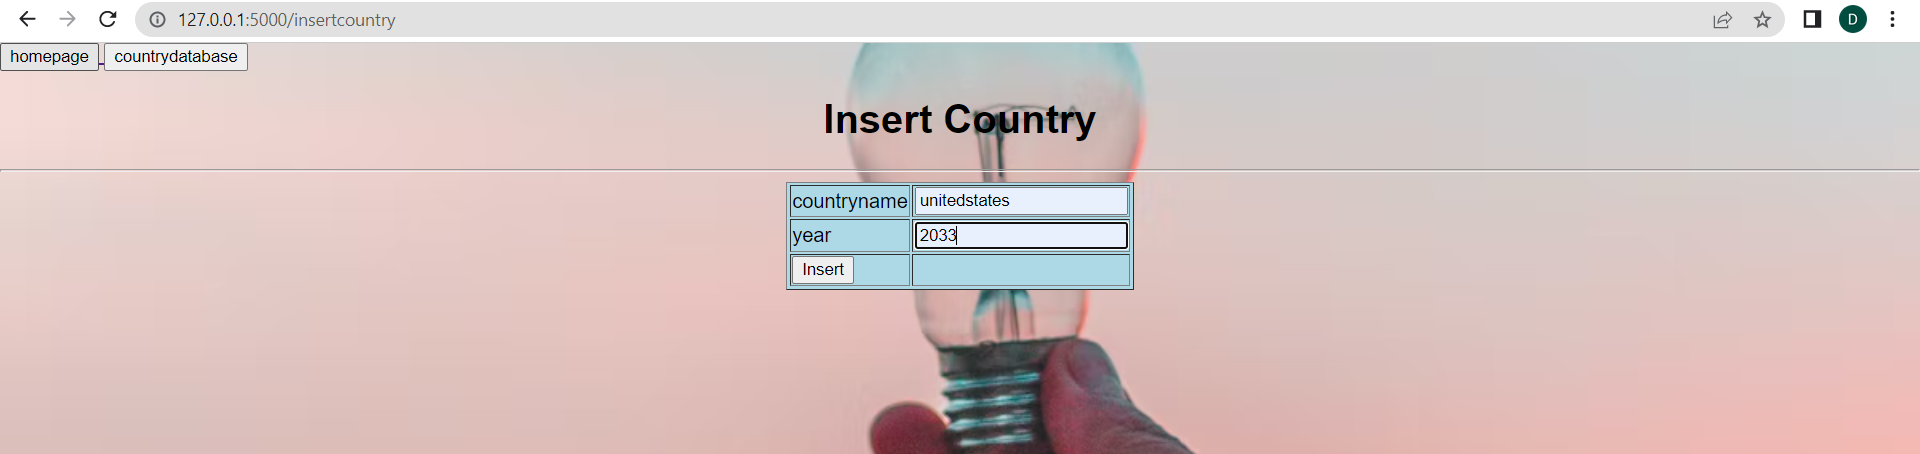 127.0.0.1:5000/insertcountry
D
homepage countrydatabase
Insert Country
countryname unitedstates
year 2033
Insert